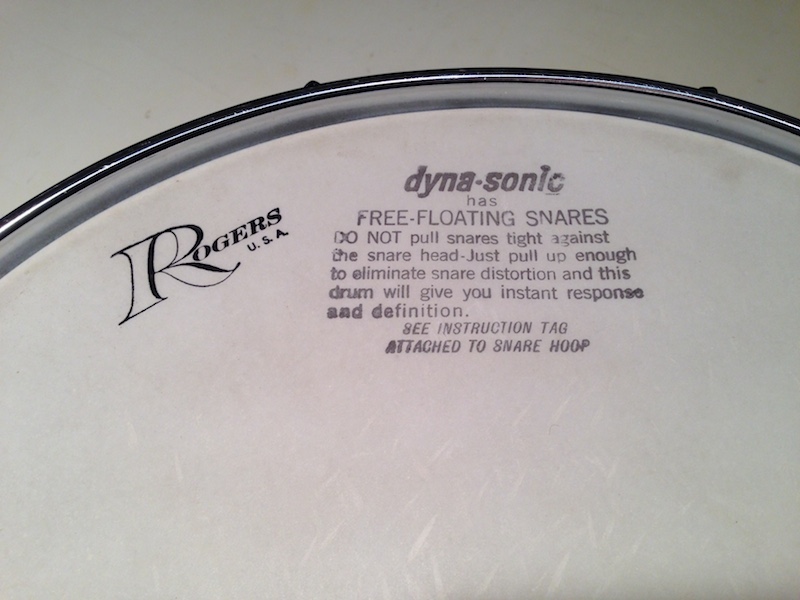 ROGERS
U.S.A.
dyna-sonic
has
FREE-FLOATING SNARES
DO NOT pull snares tight against
the snare head-Just pull up enough
to eliminate snare distortion and this
drum will give you instant response
and definition.
SEE INSTRUCTION TAG
ATTACHED TO SNARE HOOP